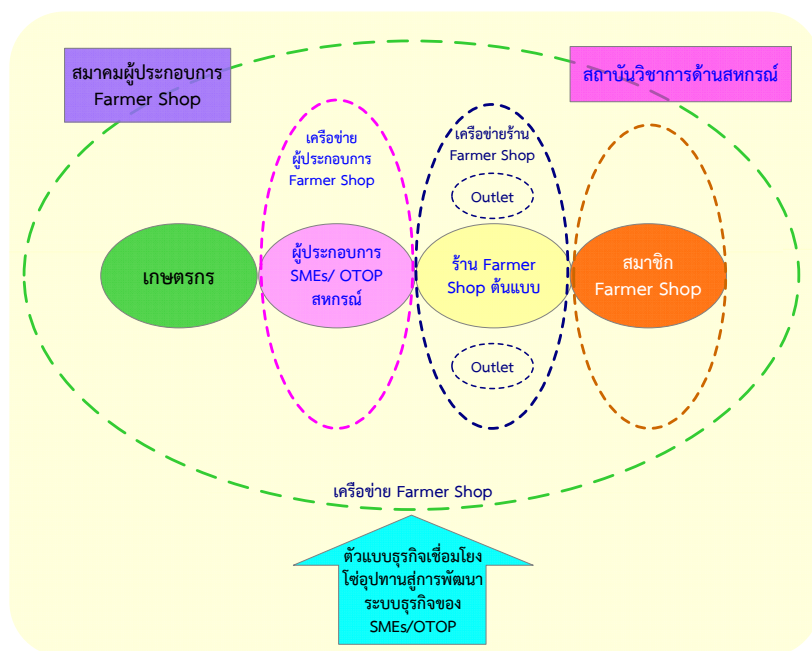 สมาคมผู้ประกอบการ
Farmer Shop
สถาบันวิชาการด้านสหกรณ์
เครือข่าย
ผู้ประกอบการ
Farmer Shop
เครือข่ายร้าน
Farmer Shop
Outlet
เกษตรกร
ผู้ประกอบการ
SMEs/ OTOP
สหกรณ์
ร้าน Farmer
Shop ต้นแบบ
สมาชิก
Farmer Shop
Outlet
เครือข่าย Farmer Shop
ตัวแบบธุรกิจเชื่อมโยง
โซ่อุปทานสู่การพัฒนา
ระบบธุรกิจของ
SMEs/OTOP